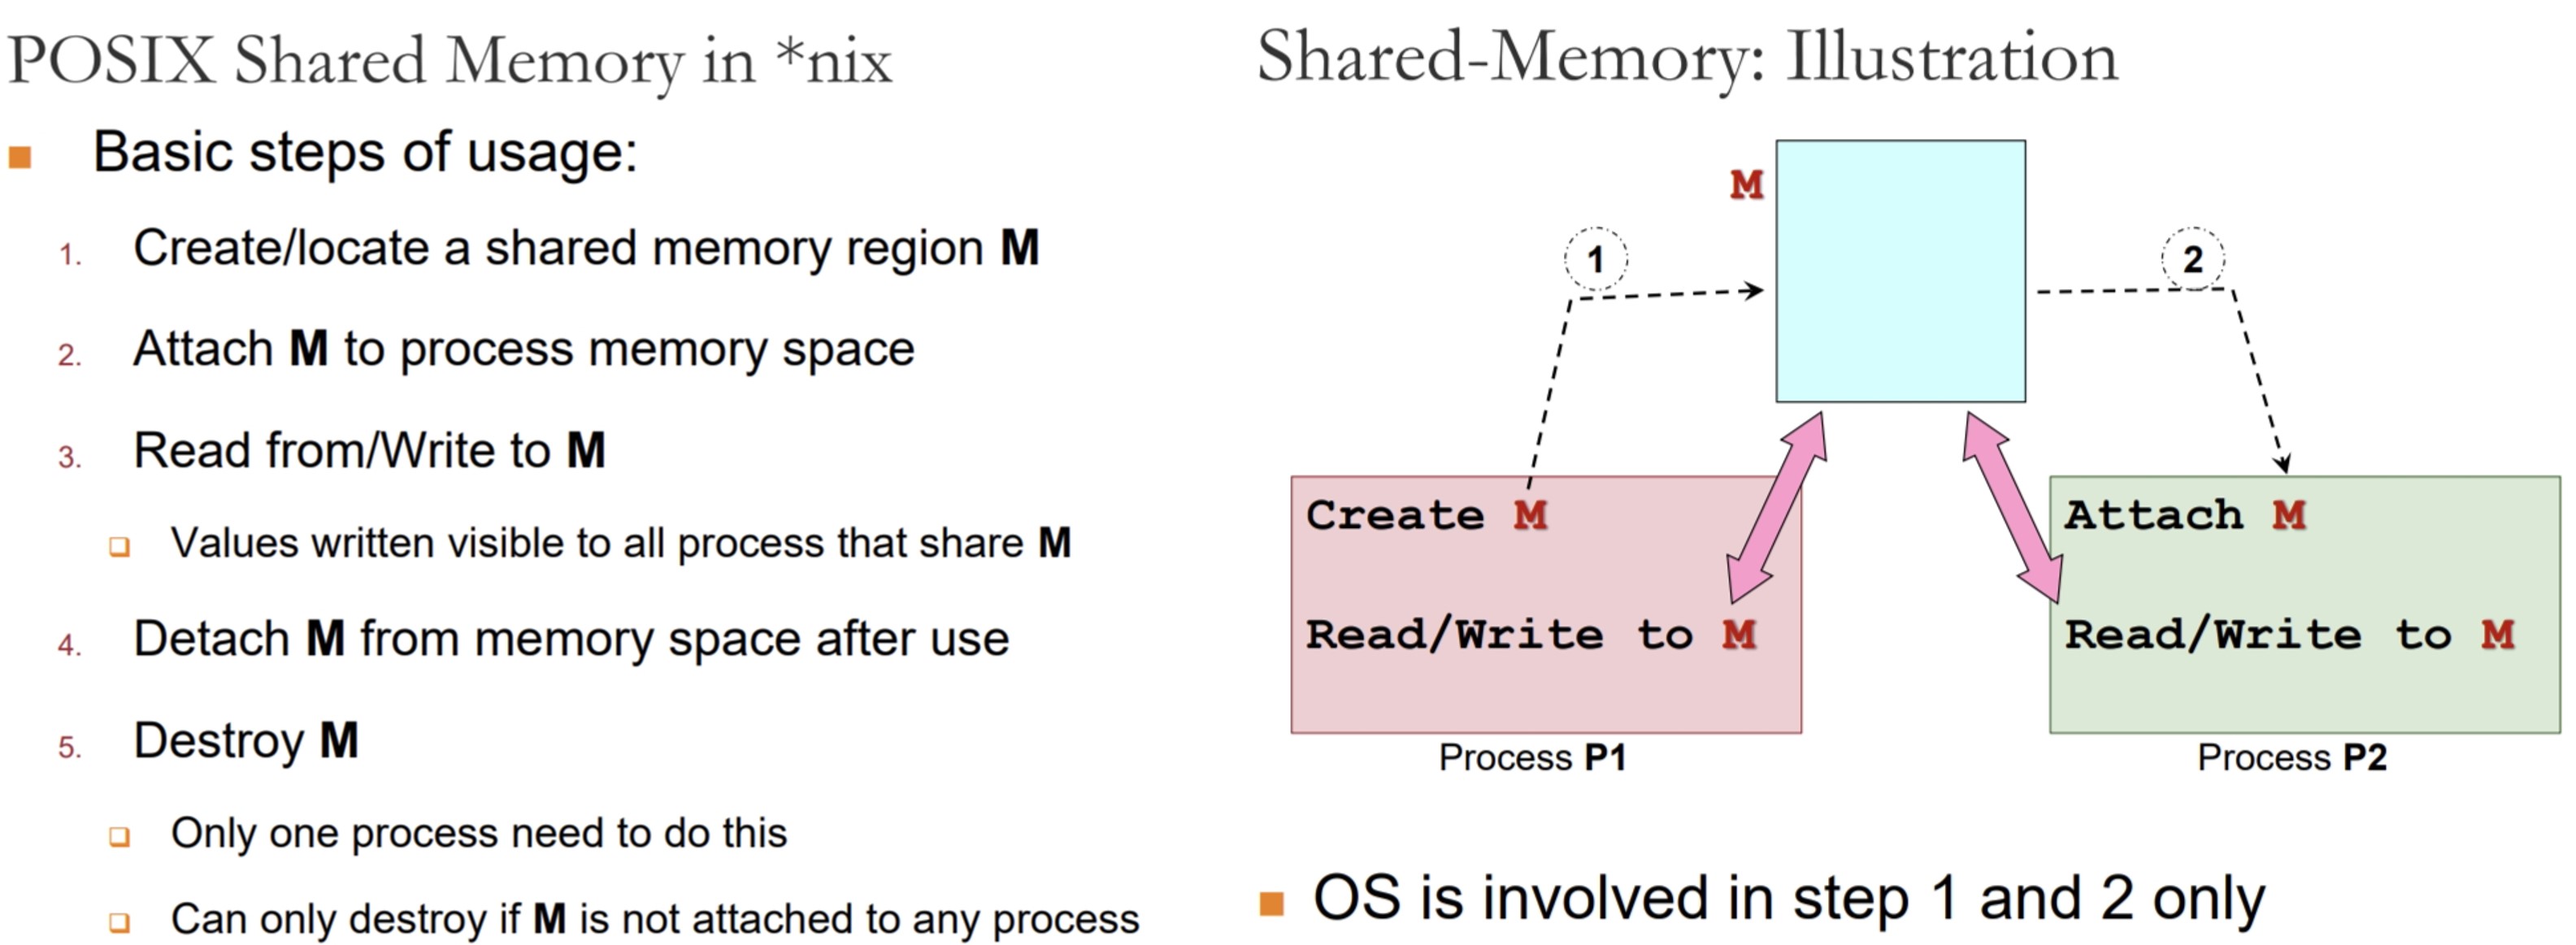 POSIX Shared Memory in *nix
Basic steps of usage:
1. Create/locate a shared memory region M
2. Attach M to process memory space
3. Read from/Write to M
Values written visible to all process that share M
4. Detach M from memory space after use
5. Destroy M
Only one process need to do this
Can only destroy if M is not attached to any process
Shared-Memory: Illustration
M
1
2
Create M
Read/Write to M
Process P1
Attach M
Read/Write to M
Process P2
OS is involved in step 1 and 2 only